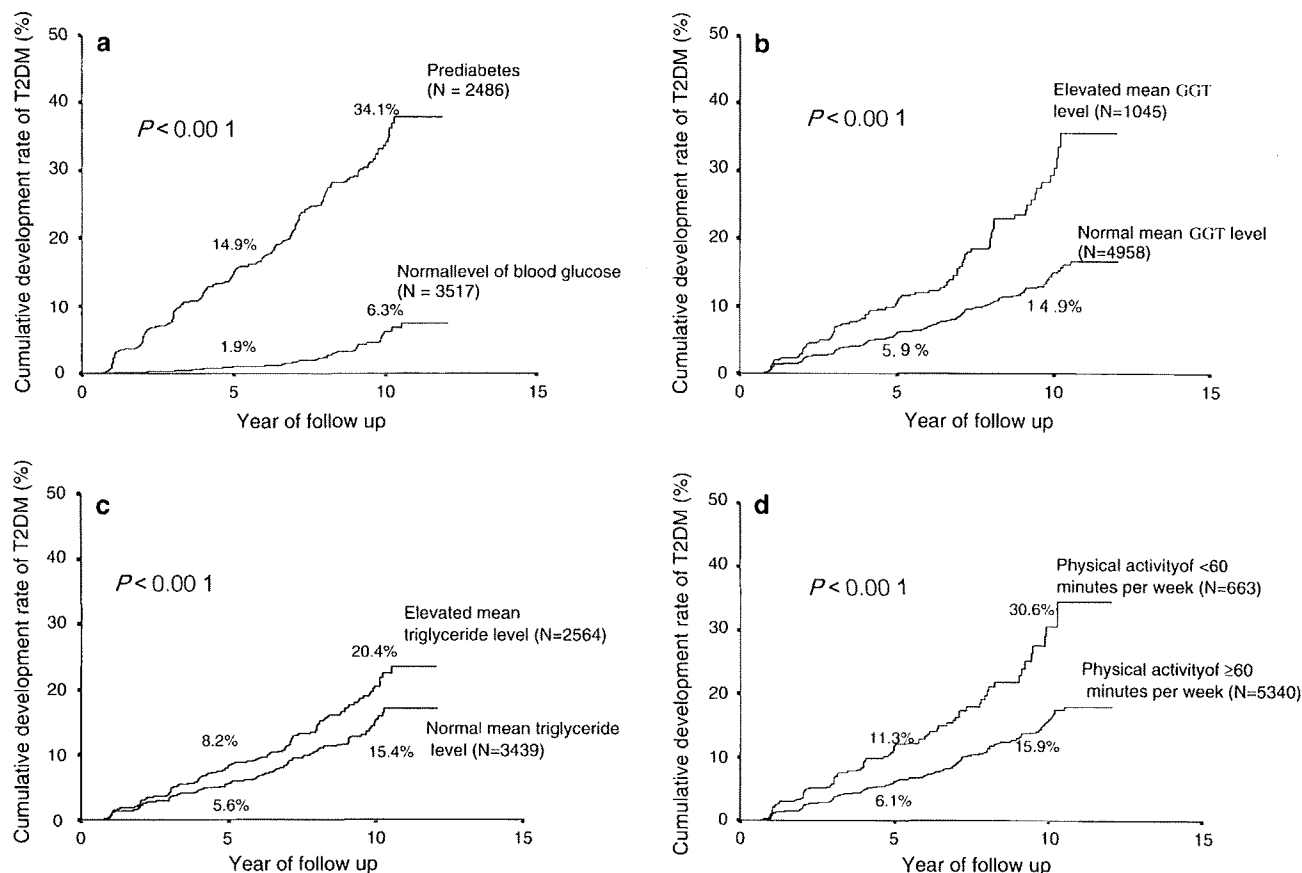 a
Cumulative development rate of T2DM (%)
50
40
30
20
10
0
P < 0.00 1
Prediabetes
(N = 2486)
34.1%
14.9%
Normallevel of blood glucose
(N = 3517)
6.3%
1.9%
0
5
10
15
Year of follow up
b
Cumulative development rate of T2DM (%)
50
40
30
20
10
0
P < 0.00 1
Elevated mean GGT
level (N=1045)
Normal mean GGT level
(N=4958)
1 4 .9%
5. 9 %
0
5
10
15
Year of follow up
c
Cumulative development rate of T2DM (%)
50
40
30
20
10
0
P < 0.00 1
Elevated mean
triglyceride level (N=2564)
20.4%
8.2%
Normal mean triglyceride
level (N=3439)
15.4%
5.6%
0
5
10
15
Year of follow up
d
Cumulative development rate of T2DM (%)
50
40
30
20
10
0
P < 0.00 1
Physical activityof <60
minutes per week (N=663)
30.6%
11.3%
Physical activityof ≥60
minutes per week (N=5340)
15.9%
6.1%
0
5
10
15
Year of follow up